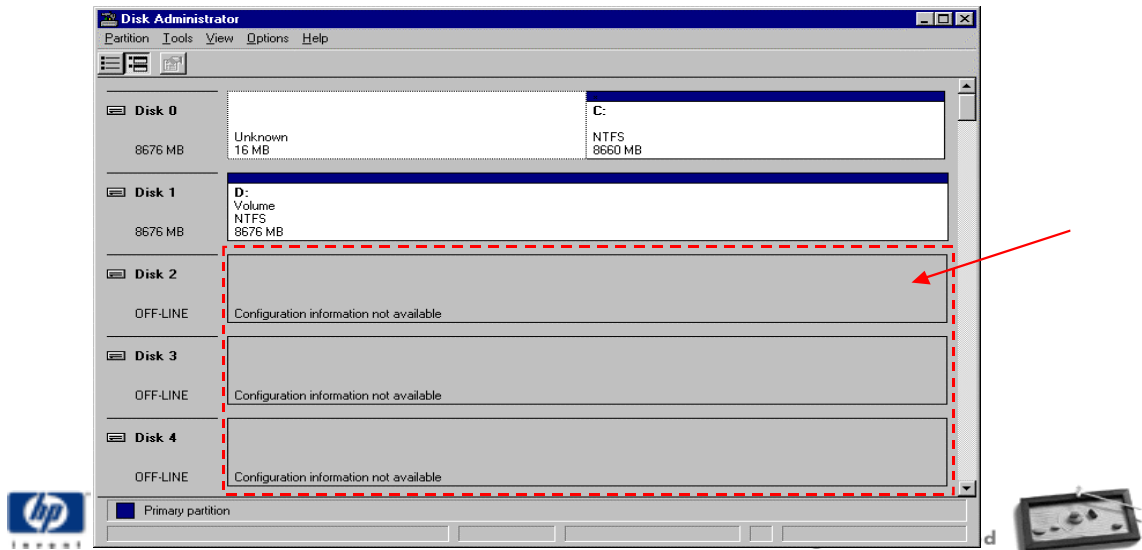 Disk Administrator
Partition Tools View Options Help
Disk 0
8676 MB
Unknown
16 MB
C:
NTFS
8660 MB
Disk 1
8676 MB
D:
Volume
NTFS
8676 MB
Disk 2
OFF-LINE
Configuration information not available
Disk 3
OFF-LINE
Configuration information not available
Disk 4
OFF-LINE
Configuration information not available
Primary partition
hp
invent
d